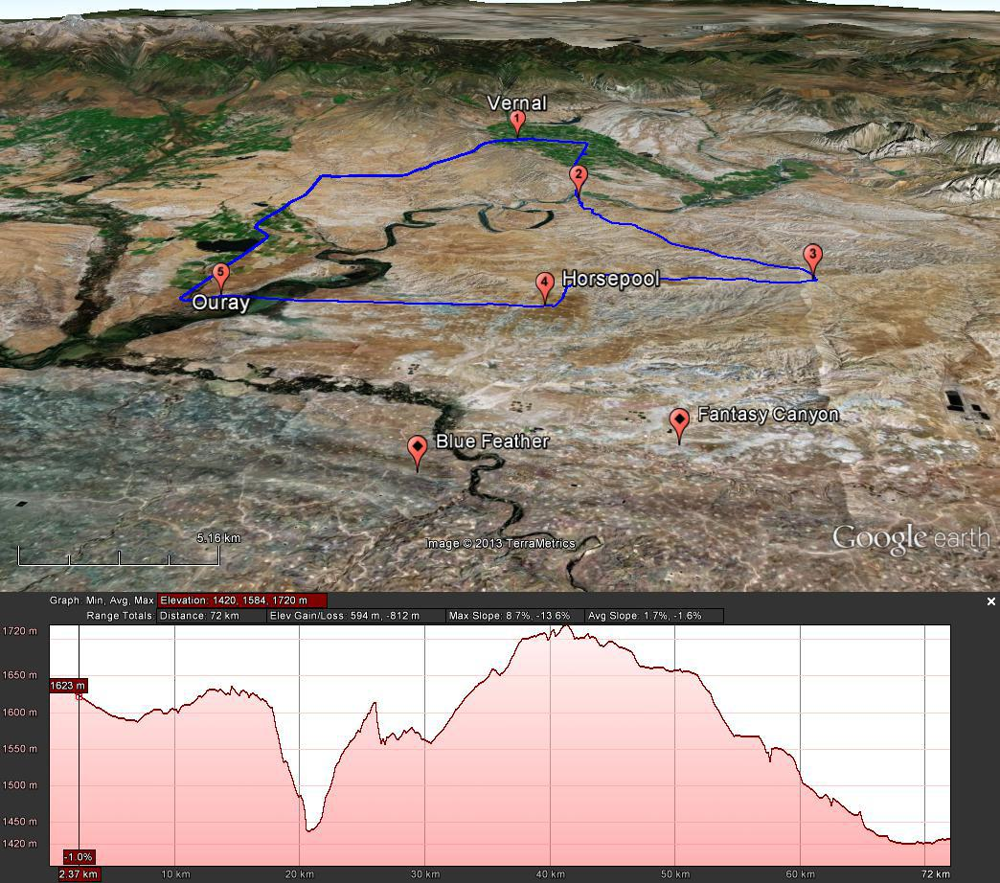 Vernal
1
2
3
4
Horsepool
5
Ouray
Fantasy Canyon
Blue Feather
5.16 km
Image © 2013 TerraMetrics
Google earth
Graph: Min, Avg, Max Elevation: 1420, 1584, 1720 m
Range Totals: Distance: 72 km Elev Gain/Loss: 594 m, -812 m Max Slope: 8.7%, -13.6% Avg Slope: 1.7%, -1.6%
1720 m
1650 m
1623 m
1600 m
1550 m
1500 m
1450 m
1420 m
-1.0%
2.37 km 10 km 20 km 30 km 40 km 50 km 60 km 72 km